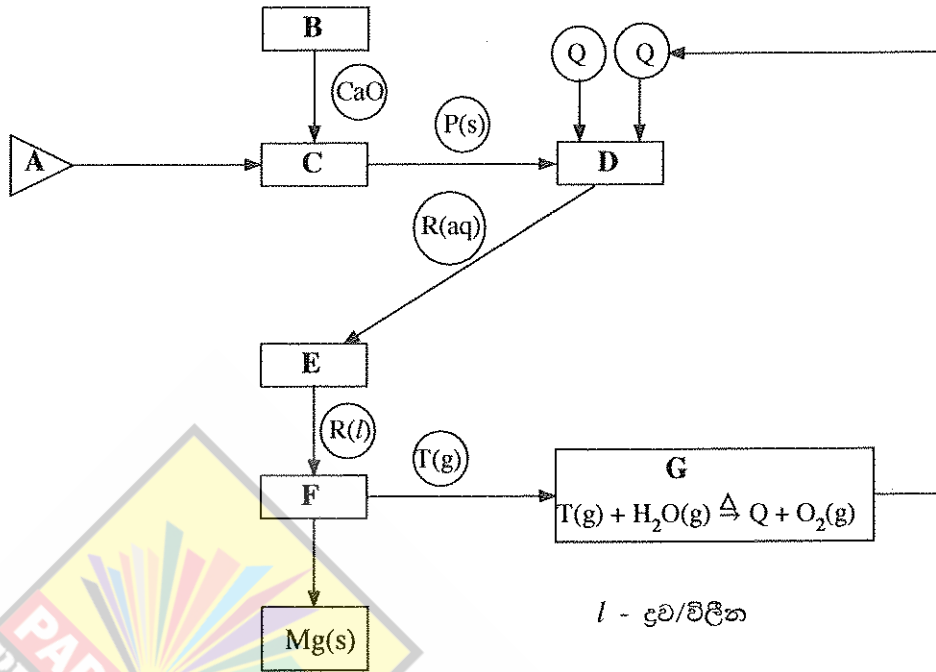 B
Q Q
CaO
P(s)
A
C
D
R(aq)
E
R(l)
T(g)
F
G
T(g) + H₂O(g) ≜ Q + O₂(g)
l - ද්‍රව/විලීන
Mg(s)